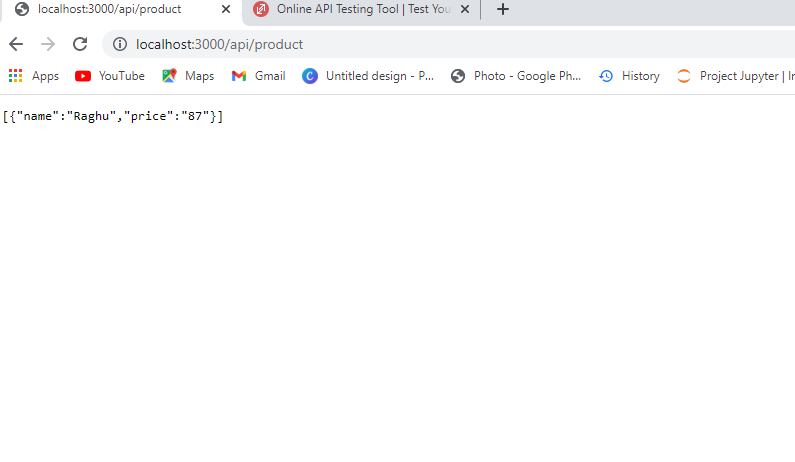 localhost:3000/api/product
Online API Testing Tool | Test You
localhost:3000/api/product
Apps YouTube Maps Gmail Untitled design - P... Photo - Google Ph... History Project Jupyter | In
[{"name":"Raghu","price":"87"}]